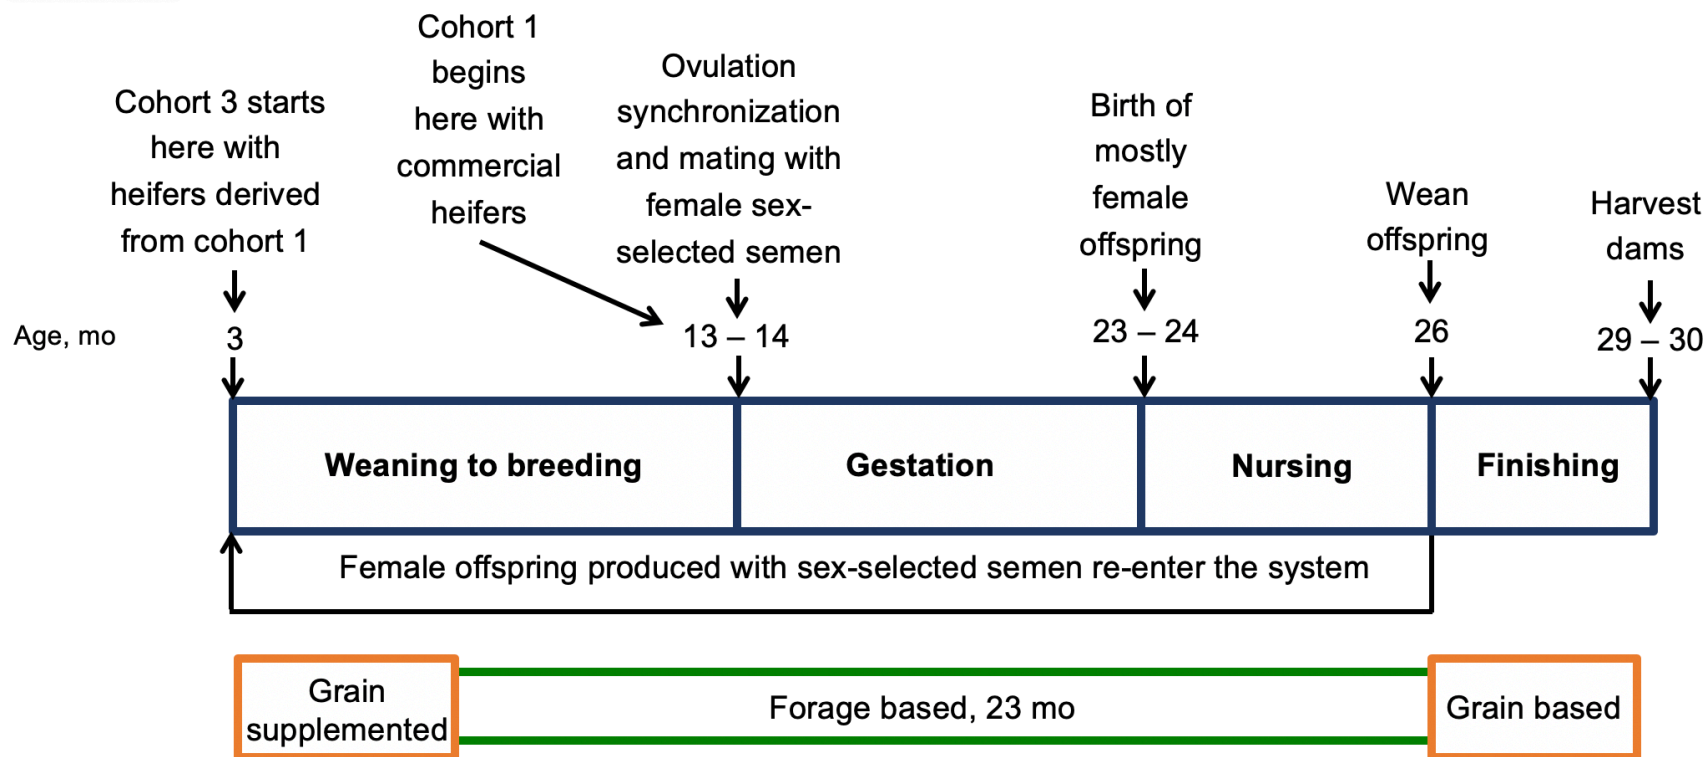 Cohort 3 starts
here with
heifers derived
from cohort 1
Cohort 1
begins
here with
commercial
heifers
Ovulation
synchronization
and mating with
female sex-
selected semen
Birth of
mostly
female
offspring
Wean
offspring
Harvest
dams
Age, mo
3
13 – 14
23 – 24
26
29 – 30
Weaning to breeding
Gestation
Nursing
Finishing
Female offspring produced with sex-selected semen re-enter the system
Grain
supplemented
Forage based, 23 mo
Grain based